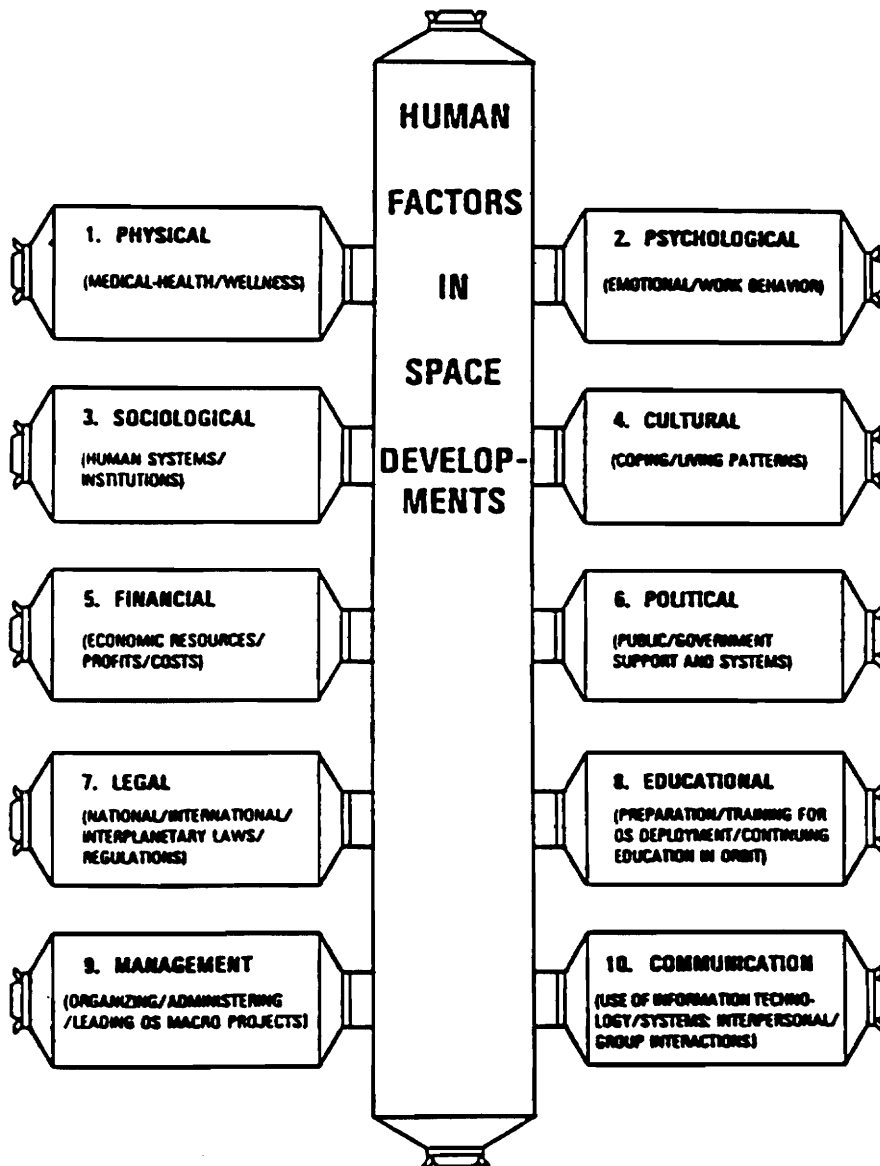 HUMAN
FACTORS
IN
SPACE
DEVELOP-
MENTS
1. PHYSICAL
(MEDICAL-HEALTH/WELLNESS)
2. PSYCHOLOGICAL
(EMOTIONAL/WORK BEHAVIOR)
3. SOCIOLOGICAL
(HUMAN SYSTEMS/
INSTITUTIONS)
4. CULTURAL
(COPING/LIVING PATTERNS)
5. FINANCIAL
(ECONOMIC RESOURCES/
PROFITS/COSTS)
6. POLITICAL
(PUBLIC/GOVERNMENT
SUPPORT AND SYSTEMS)
7. LEGAL
(NATIONAL/INTERNATIONAL/
INTERPLANETARY LAWS/
REGULATIONS)
8. EDUCATIONAL
(PREPARATION/TRAINING FOR
OS DEPLOYMENT/CONTINUING
EDUCATION IN ORBIT)
9. MANAGEMENT
(ORGANIZING/ADMINISTERING
/LEADING OS MACRO PROJECTS)
10. COMMUNICATION
(USE OF INFORMATION TECHNO-
LOGY/SYSTEMS: INTERPERSONAL/
GROUP INTERACTIONS)